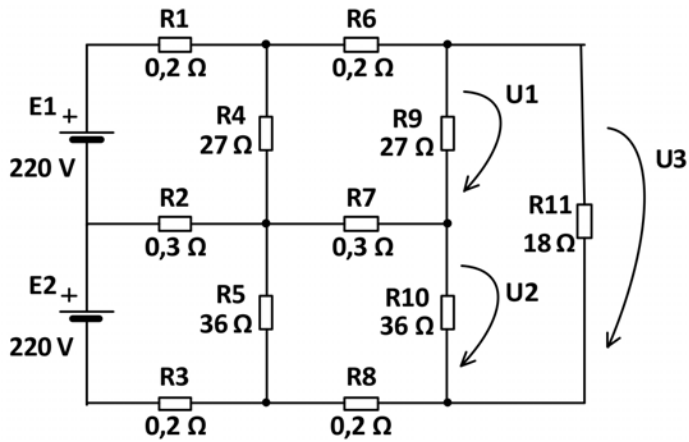 R1
0,2 Ω
R6
0,2 Ω
E1
+
220 V
R4
27 Ω
R9
27 Ω
U1
U3
R2
0,3 Ω
R7
0,3 Ω
R11
18 Ω
E2
+
220 V
R5
36 Ω
R10
36 Ω
U2
R3
0,2 Ω
R8
0,2 Ω